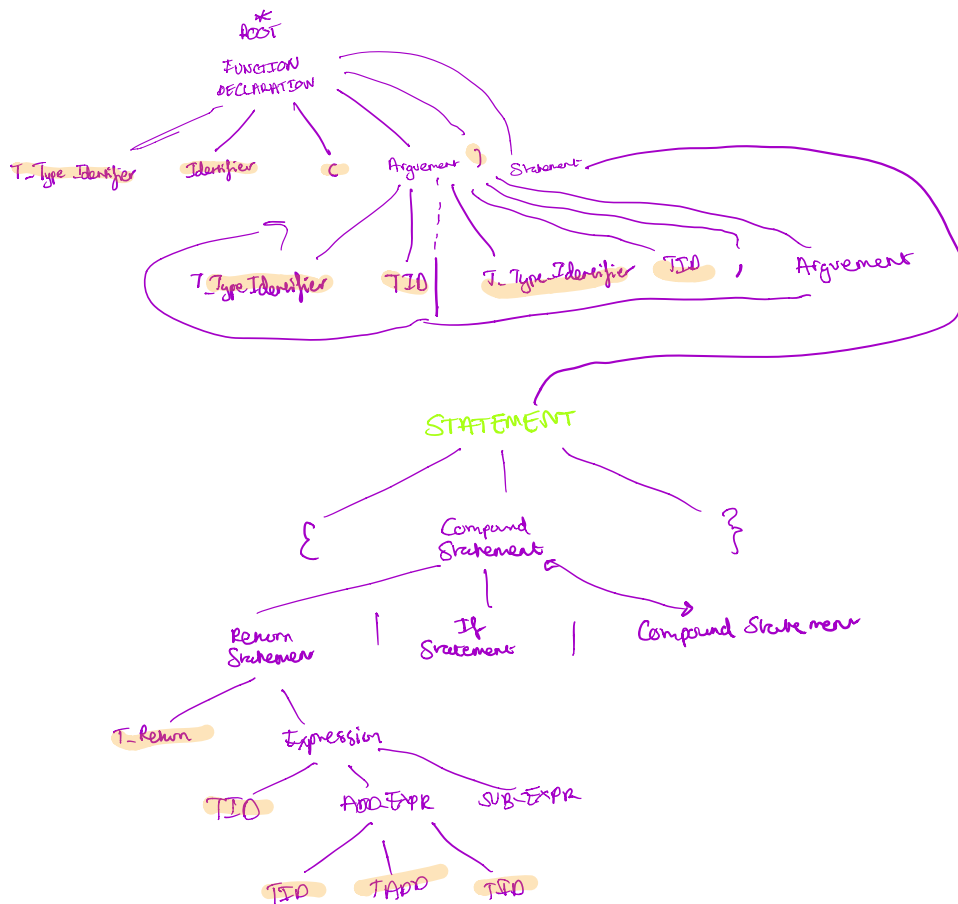 *
ROOT
FUNCTION
DECLARATION
T_Type_Identifier
Identifier
(
Arguement
)
Statement
T_Type_Identifier
TID
|
T_Type_Identifier
TID
,
Arguement
STATEMENT
{
Compound
Statement
}
Return
Statement
|
If
Statement
|
Compound Statement
T_Return
Expression
TID
ADD_EXPR
SUB_EXPR
TID
TADD
TID